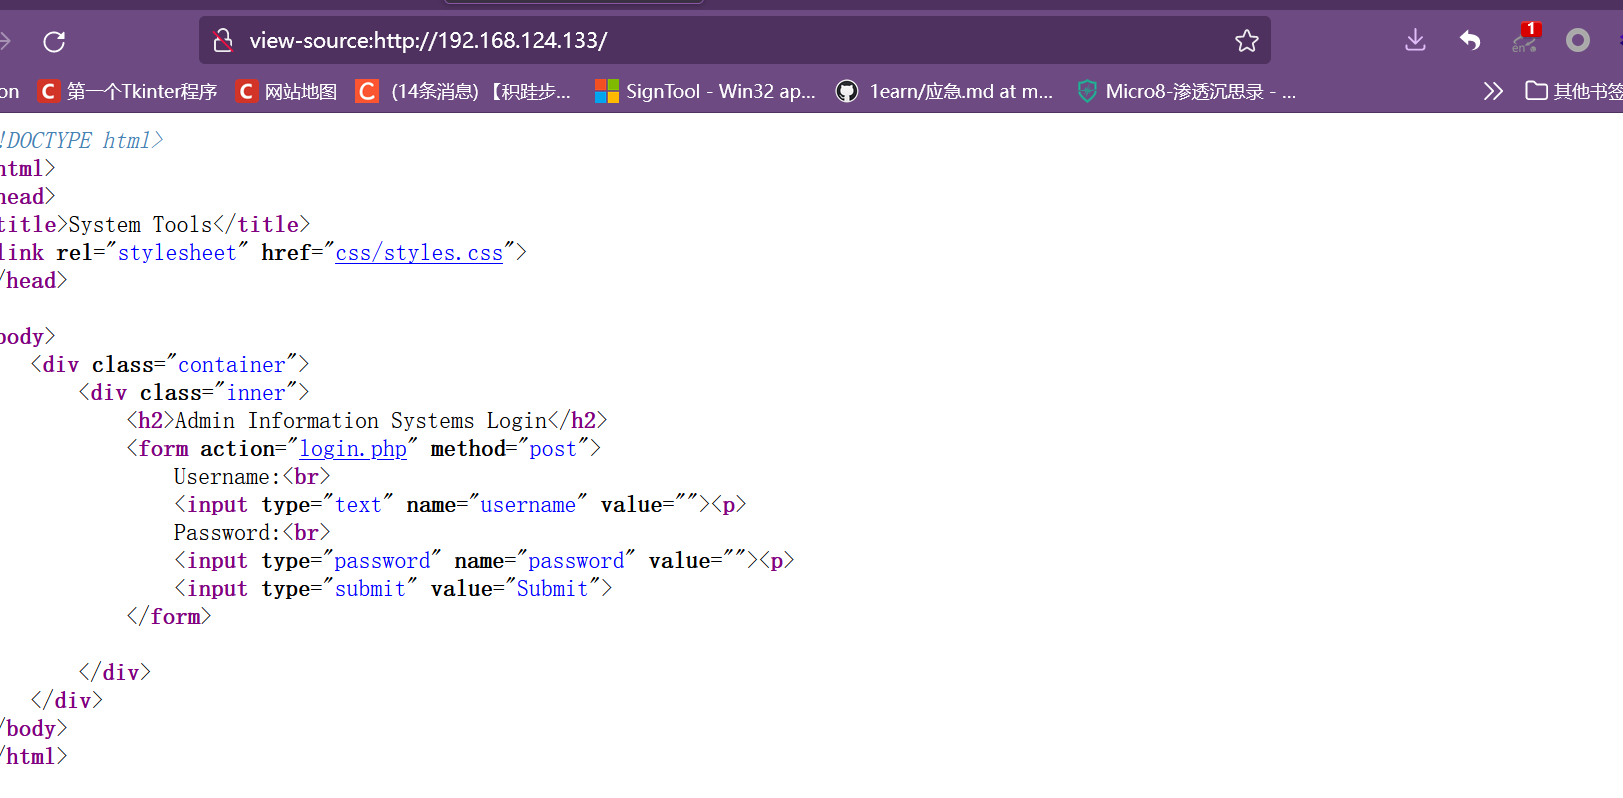 view-source:http://192.168.124.133/
1
en
on 第一个Tkinter程序 网站地图 (14条消息)【积跬步... SignTool - Win32 ap... 1earn/应急.md at m... Micro8-渗透沉思录 - ... 其他书签
!DOCTYPE html>
html>
head>
title>System Tools</title>
link rel="stylesheet" href="css/styles.css">
/head>
body>
<div class="container">
<div class="inner">
<h2>Admin Information Systems Login</h2>
<form action="login.php" method="post">
Username:<br>
<input type="text" name="username" value=""><p>
Password:<br>
<input type="password" name="password" value=""><p>
<input type="submit" value="Submit">
</form>
</div>
</div>
/body>
/html>